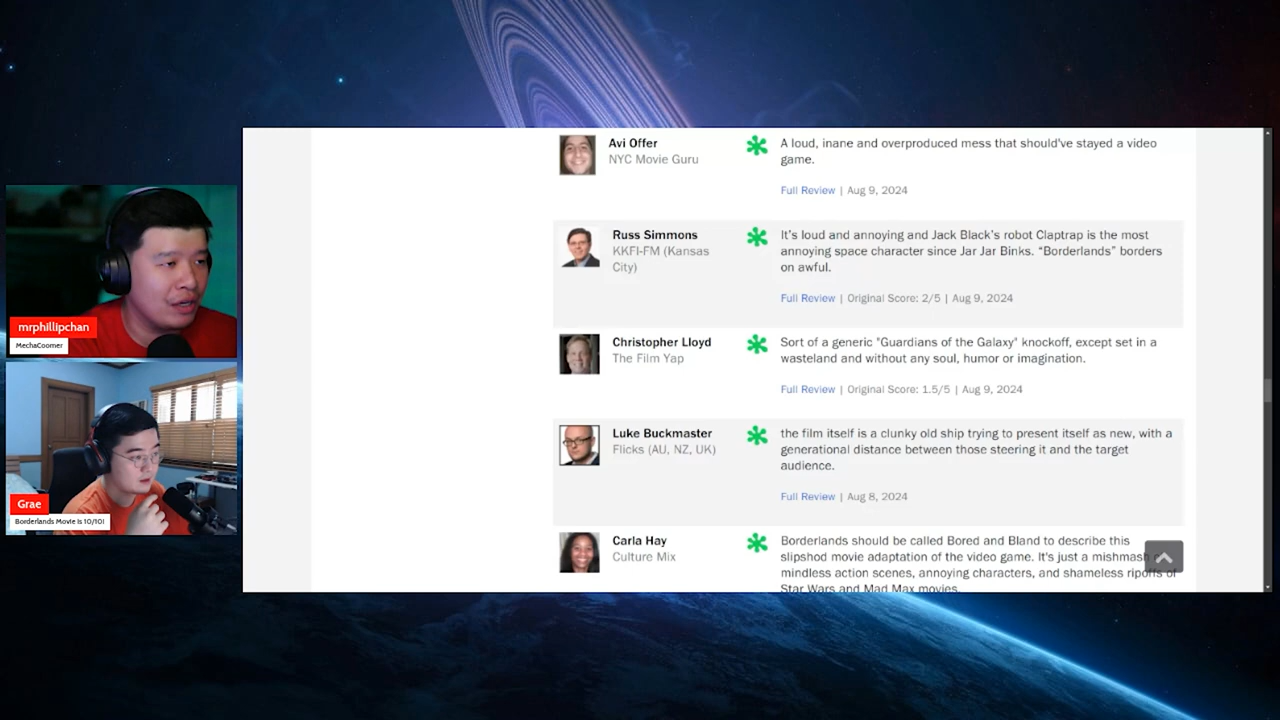 Avi Offer
NYC Movie Guru
A loud, inane and overproduced mess that should've stayed a video
game.
Full Review | Aug 9, 2024
Russ Simmons
KKFI-FM (Kansas
City)
It's loud and annoying and Jack Black's robot Claptrap is the most
annoying space character since Jar Jar Binks. “Borderlands” borders
on awful.
Full Review | Original Score: 2/5 | Aug 9, 2024
Christopher Lloyd
The Film Yap
Sort of a generic "Guardians of the Galaxy" knockoff, except set in a
wasteland and without any soul, humor or imagination.
Full Review | Original Score: 1.5/5 | Aug 9, 2024
Luke Buckmaster
Flicks (AU, NZ, UK)
the film itself is a clunky old ship trying to present itself as new, with a
generational distance between those steering it and the target
audience.
Full Review | Aug 8, 2024
Carla Hay
Culture Mix
Borderlands should be called Bored and Bland to describe this
slipshod movie adaptation of the video game. It's just a mishmash
mindless action scenes, annoying characters, and shameless ripoffs of
Star Wars and Mad Max movies.
mrphillipchan
MechaCoomer
Grae
Borderlands Movie Is 10/10!